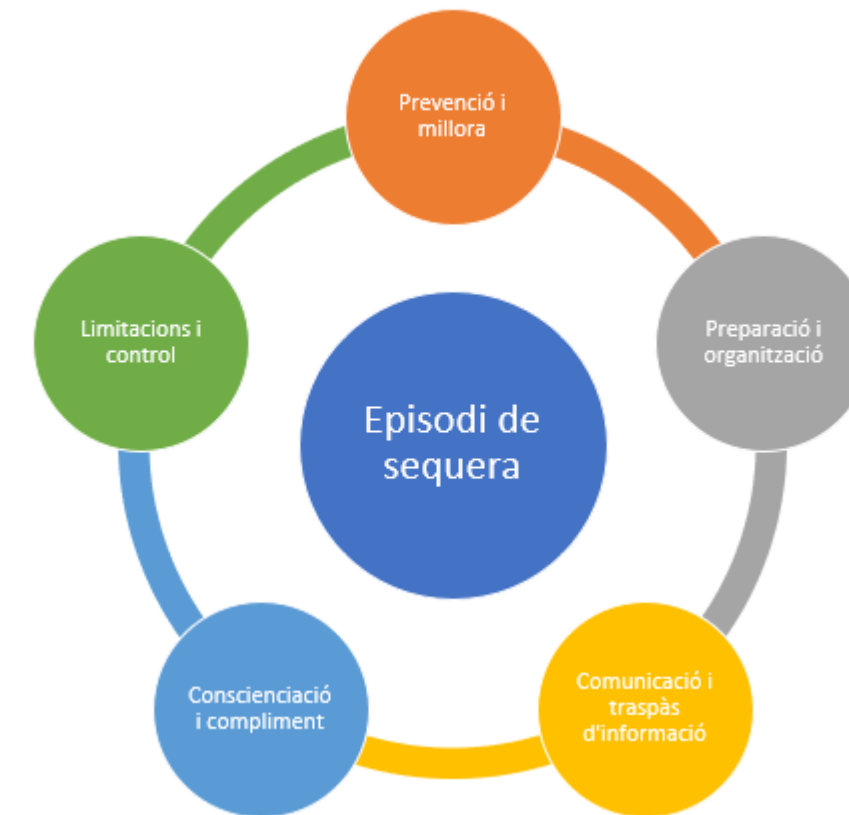 Prevenció i
millora
Preparació i
organització
Comunicació i
traspàs
d'informació
Conscienciació
i compliment
Limitacions i
control
Episodi de
sequera